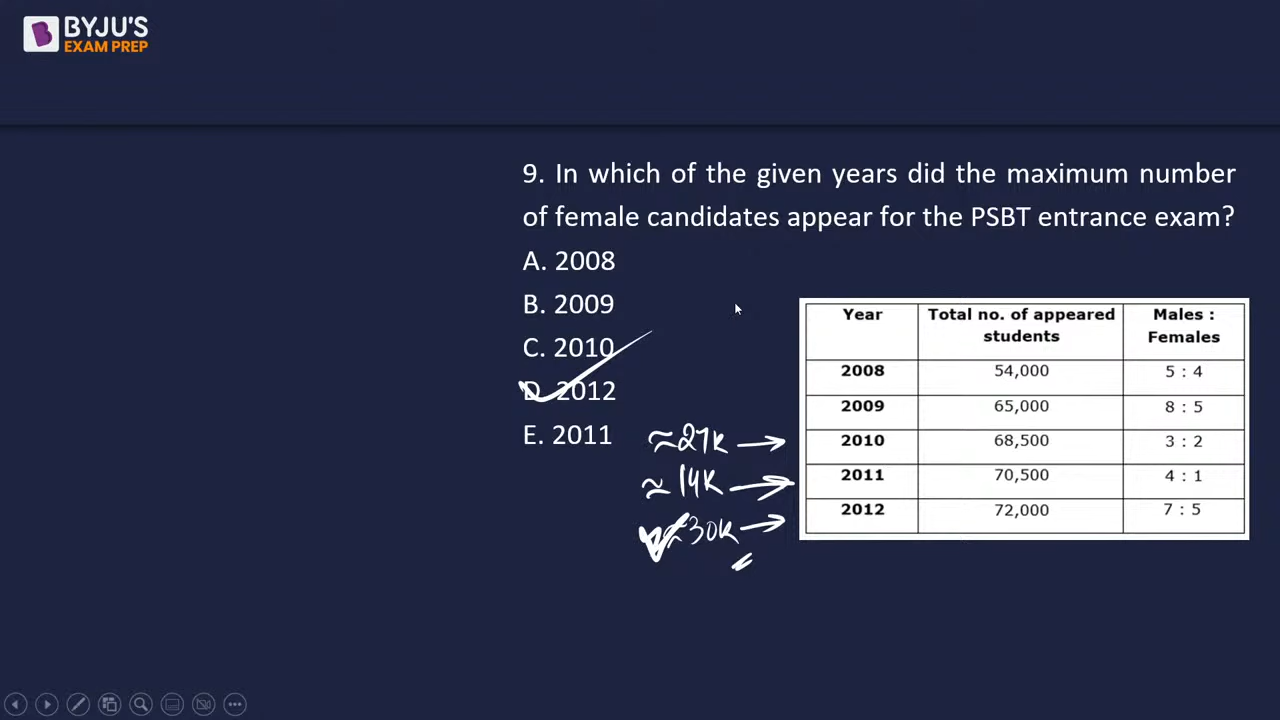 BYJU'S
EXAM PREP
9. In which of the given years did the maximum number
of female candidates appear for the PSBT entrance exam?
A. 2008
B. 2009
C. 2010
D. 2012
E. 2011
≈27K →
≈14K →
≈30K →
Year Total no. of appeared students Males : Females
2008 54,000 5 : 4
2009 65,000 8 : 5
2010 68,500 3 : 2
2011 70,500 4 : 1
2012 72,000 7 : 5